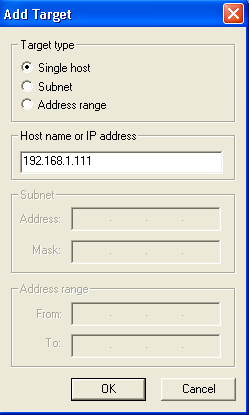 Add Target
Target type
Single host
Subnet
Address range
Host name or IP address
192.168.1.111
Subnet
Address: . . .
Mask: . . .
Address range
From: . . .
To: . . .
OK Cancel